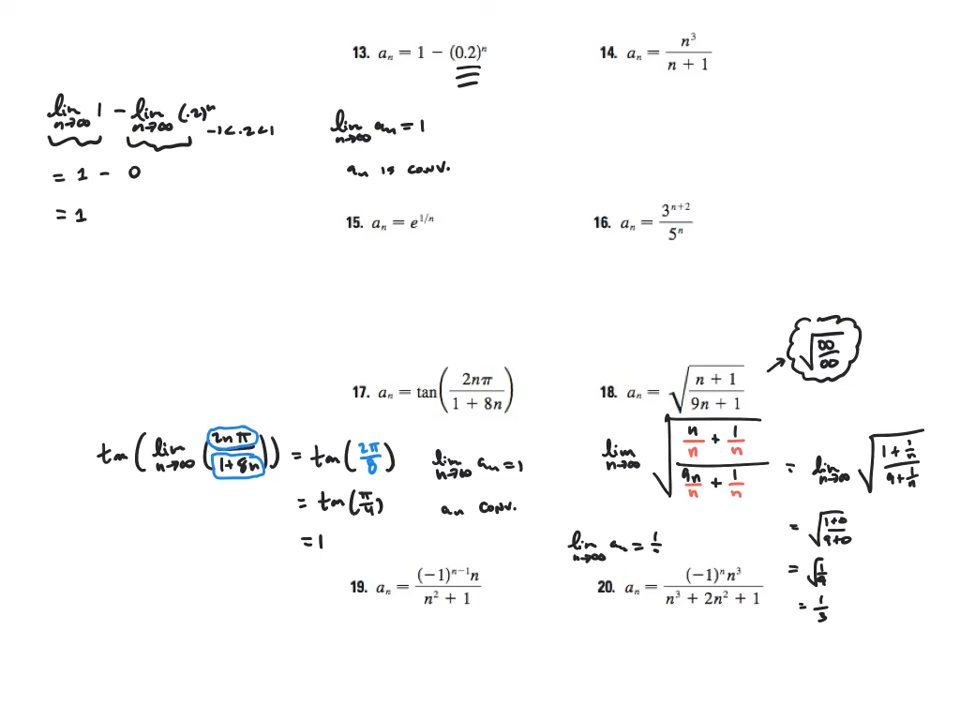 13. aₙ = 1 − (0.2)ⁿ
14. aₙ = n³/(n + 1)
lim n→∞ 1 − lim n→∞ (.2)ⁿ −1<.2<1
= 1 − 0
= 1
lim n→∞ aₙ = 1
aₙ is conv.
15. aₙ = e^(1/n)
16. aₙ = 3^(n+2)/5ⁿ
17. aₙ = tan(2nπ/(1 + 8n))
tan(lim n→∞ (2nπ/(1+8n))) = tan(2π/8)
= tan(π/4)
= 1
lim n→∞ aₙ = 1
aₙ conv.
18. aₙ = √((n + 1)/(9n + 1))
√(∞/∞)
lim n→∞ √((n/n + 1/n)/(9n/n + 1/n)) = lim n→∞ √((1 + 1/n)/(9 + 1/n))
= √((1+0)/(9+0))
= √(1/9)
= 1/3
lim n→∞ aₙ = 1/
19. aₙ = (−1)^(n−1) n/(n² + 1)
20. aₙ = (−1)ⁿ n³/(n³ + 2n² + 1)